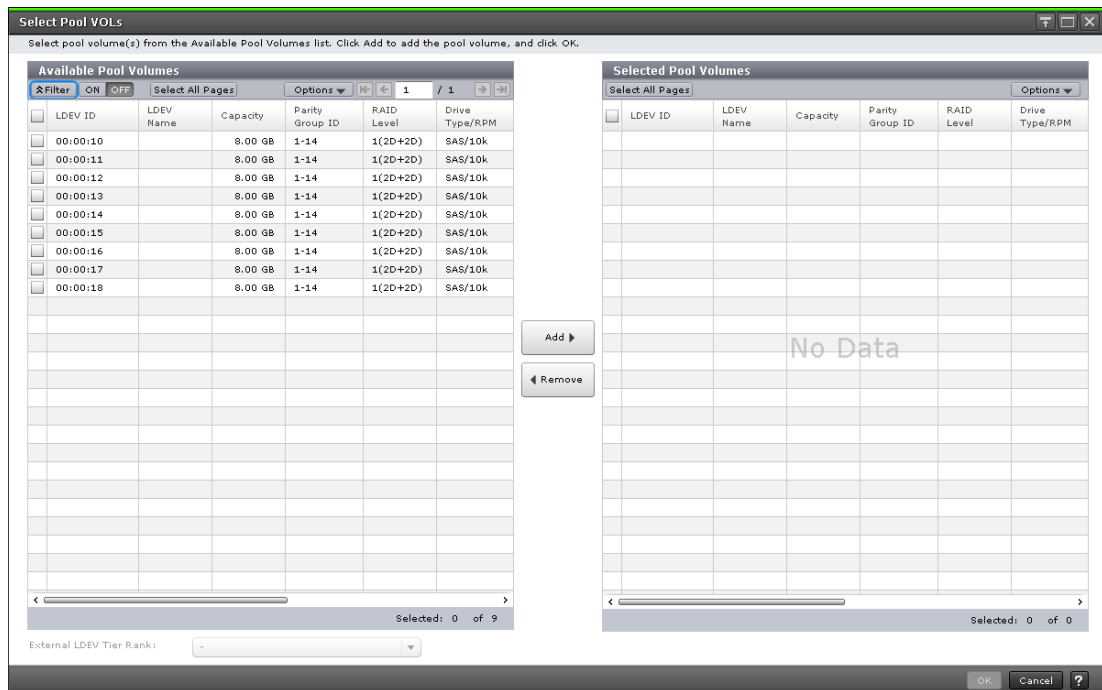 Select Pool VOLs
Select pool volume(s) from the Available Pool Volumes list. Click Add to add the pool volume, and click OK.
Available Pool Volumes
Filter ON OFF Select All Pages Options 1 / 1
LDEV ID LDEV Name Capacity Parity Group ID RAID Level Drive Type/RPM
00:00:10 8.00 GB 1-14 1(2D+2D) SAS/10k
00:00:11 8.00 GB 1-14 1(2D+2D) SAS/10k
00:00:12 8.00 GB 1-14 1(2D+2D) SAS/10k
00:00:13 8.00 GB 1-14 1(2D+2D) SAS/10k
00:00:14 8.00 GB 1-14 1(2D+2D) SAS/10k
00:00:15 8.00 GB 1-14 1(2D+2D) SAS/10k
00:00:16 8.00 GB 1-14 1(2D+2D) SAS/10k
00:00:17 8.00 GB 1-14 1(2D+2D) SAS/10k
00:00:18 8.00 GB 1-14 1(2D+2D) SAS/10k
Selected: 0 of 9
External LDEV Tier Rank: -
Add
Remove
Selected Pool Volumes
Select All Pages Options
LDEV ID LDEV Name Capacity Parity Group ID RAID Level Drive Type/RPM
No Data
Selected: 0 of 0
OK Cancel ?